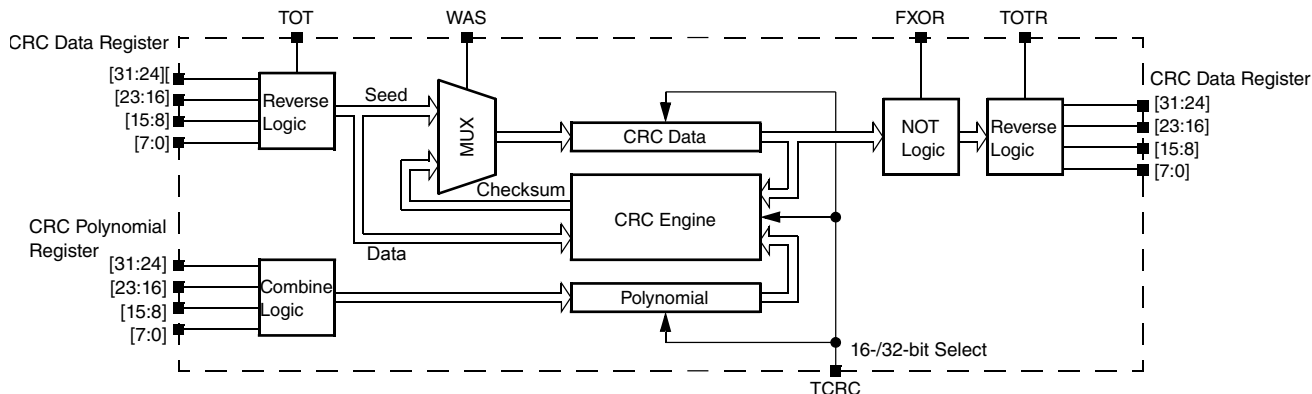 TOT
WAS
FXOR
TOTR
CRC Data Register
[31:24][
[23:16]
[15:8]
[7:0]
Reverse
Logic
Seed
MUX
CRC Data
NOT
Logic
Reverse
Logic
CRC Data Register
[31:24]
[23:16]
[15:8]
[7:0]
Checksum
CRC Engine
Data
CRC Polynomial
Register
[31:24]
[23:16]
[15:8]
[7:0]
Combine
Logic
Polynomial
16-/32-bit Select
TCRC